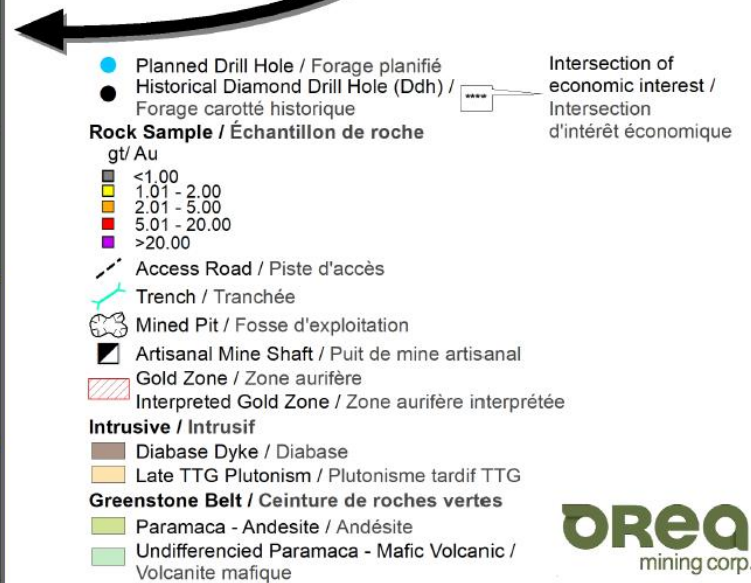 Planned Drill Hole / Forage planifié
Historical Diamond Drill Hole (Ddh) /
Forage carotté historique
****
Intersection of
economic interest /
Intersection
d'intérêt économique
Rock Sample / Échantillon de roche
gt/ Au
<1.00
1.01 - 2.00
2.01 - 5.00
5.01 - 20.00
>20.00
Access Road / Piste d'accès
Trench / Tranchée
Mined Pit / Fosse d'exploitation
Artisanal Mine Shaft / Puit de mine artisanal
Gold Zone / Zone aurifère
Interpreted Gold Zone / Zone aurifère interprétée
Intrusive / Intrusif
Diabase Dyke / Diabase
Late TTG Plutonism / Plutonisme tardif TTG
Greenstone Belt / Ceinture de roches vertes
Paramaca - Andesite / Andésite
Undifferencied Paramaca - Mafic Volcanic /
Volcanite mafique
orea
mining corp.